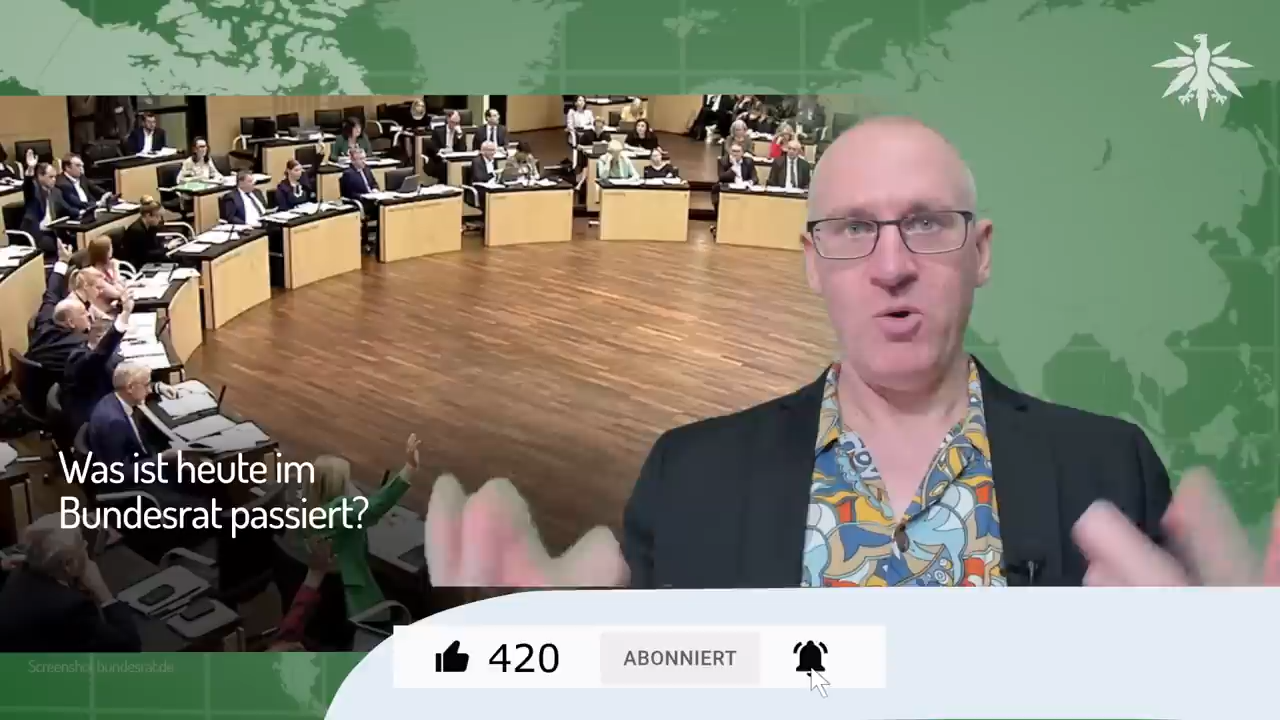 Was ist heute im
Bundesrat passiert?
Screenshot bundesrat.de
420
ABONNIERT